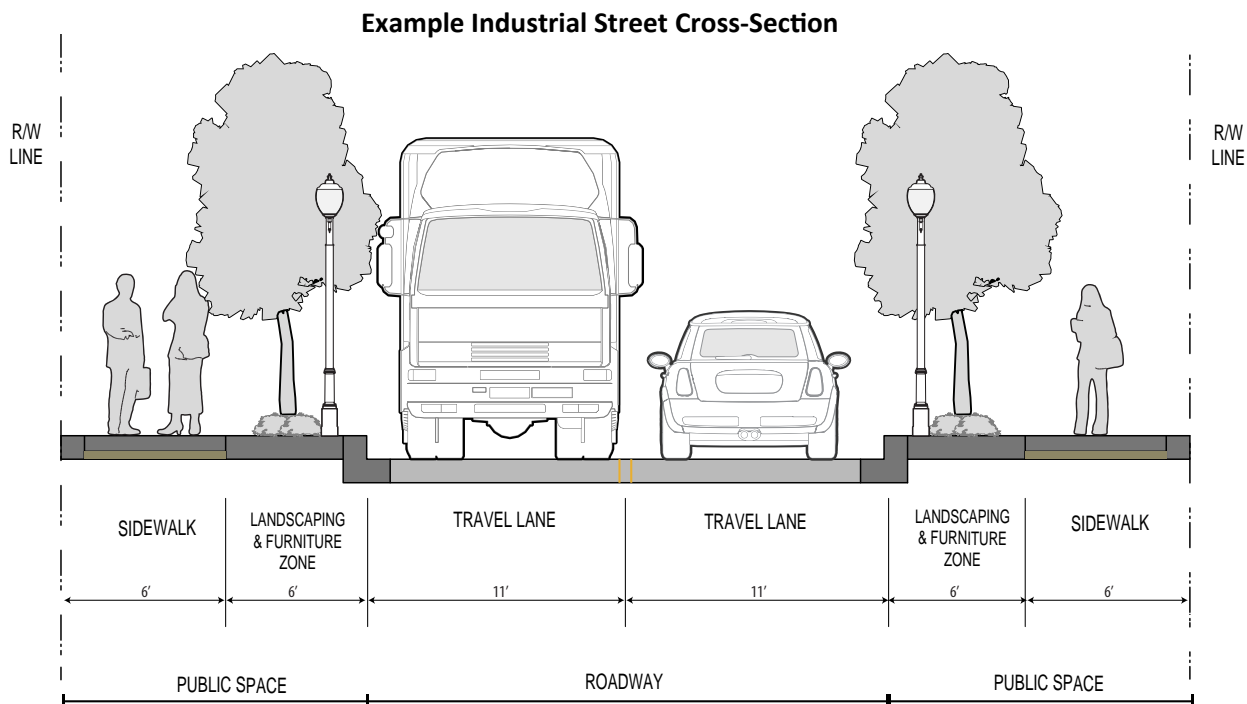 Example Industrial Street Cross-Section
R/W
LINE
R/W
LINE
SIDEWALK
LANDSCAPING
& FURNITURE
ZONE
TRAVEL LANE
TRAVEL LANE
LANDSCAPING
& FURNITURE
ZONE
SIDEWALK
6'
6'
11'
11'
6'
6'
PUBLIC SPACE
ROADWAY
PUBLIC SPACE